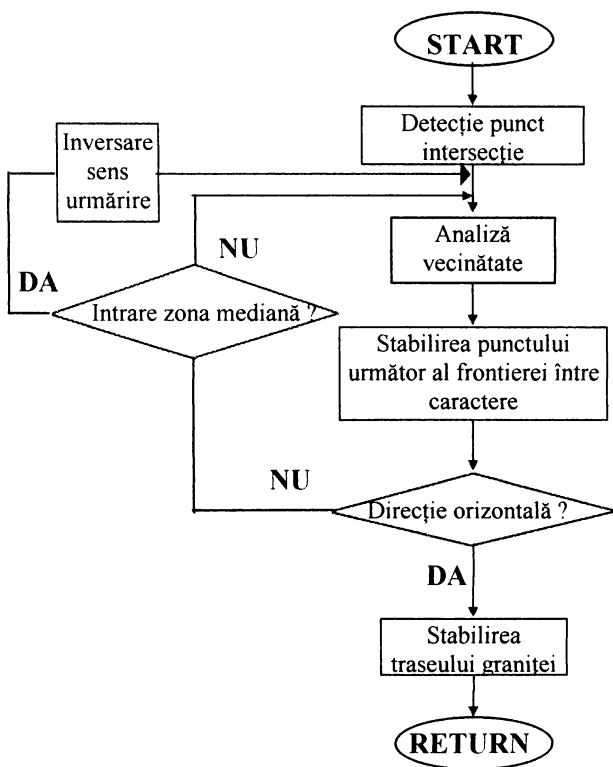 START
Detecție punct
intersecție
Inversare
sens
urmărire
NU
Analiză
vecinătate
DA
Intrare zona mediană ?
Stabilirea punctului
următor al frontierei între
caractere
NU
Direcție orizontală ?
DA
Stabilirea
traseului graniței
RETURN